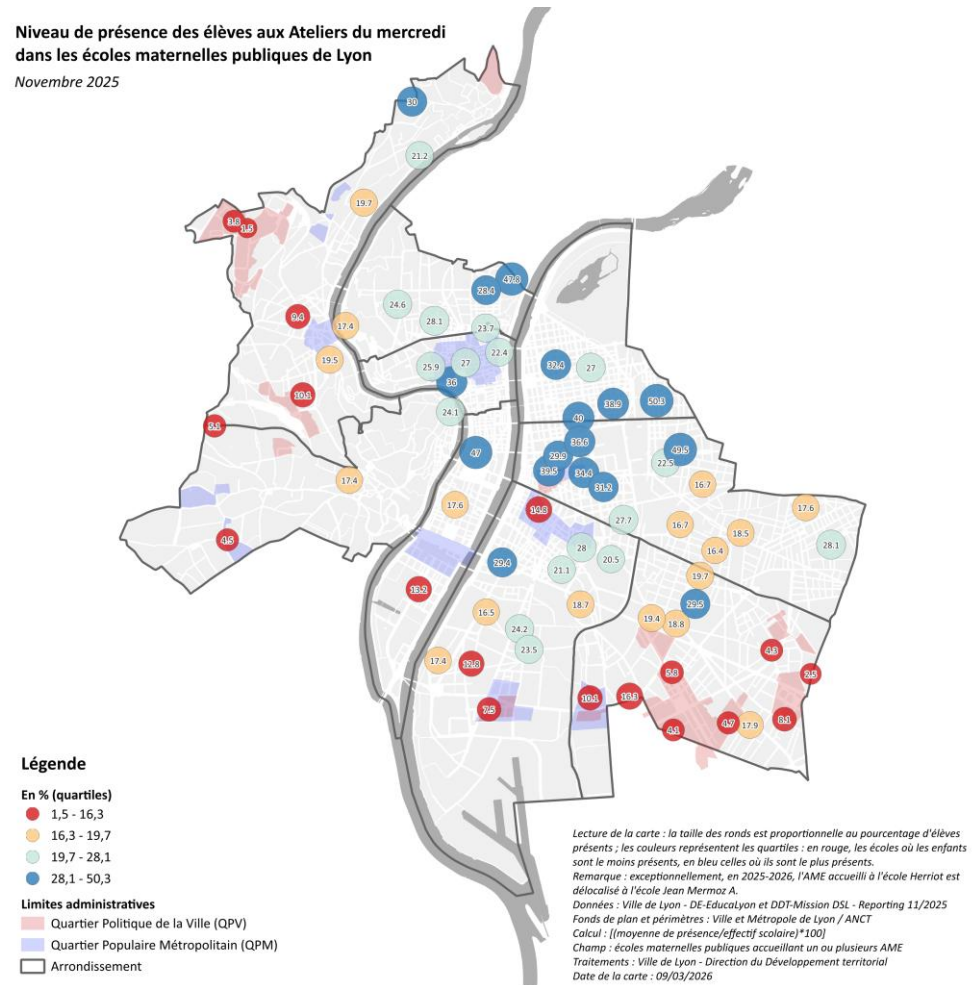 Niveau de présence des élèves aux Ateliers du mercredi
dans les écoles maternelles publiques de Lyon
Novembre 2025
30
21.2
19.7
3.8
1.5
47.8
28.4
24.6
28.1
9.4
17.4
23.7
22.4
19.5
25.9
27
36
32.4
27
10.1
24.1
38.9
50.3
40
5.1
36.6
47
29.9
49.5
22.5
39.5
34.4
31.2
17.4
16.7
17.6
14.8
17.6
27.7
16.7
18.5
4.5
28
28.1
16.4
29.4
21.1
20.5
19.7
13.2
18.7
29.5
16.5
19.4
18.8
24.2
23.5
4.3
17.4
12.8
5.8
2.5
10.1
16.3
7.5
4.1
4.7
17.9
8.1
Légende
En % (quartiles)
1,5 - 16,3
16,3 - 19,7
19,7 - 28,1
28,1 - 50,3
Limites administratives
Quartier Politique de la Ville (QPV)
Quartier Populaire Métropolitain (QPM)
Arrondissement
Lecture de la carte : la taille des ronds est proportionnelle au pourcentage d'élèves
présents ; les couleurs représentent les quartiles : en rouge, les écoles où les enfants
sont le moins présents, en bleu celles où ils sont le plus présents.
Remarque : exceptionnellement, en 2025-2026, l'AME accueilli à l'école Herriot est
délocalisé à l'école Jean Mermoz A.
Données : Ville de Lyon - DE-EducaLyon et DDT-Mission DSL - Reporting 11/2025
Fonds de plan et périmètres : Ville et Métropole de Lyon / ANCT
Calcul : [(moyenne de présence/effectif scolaire)*100]
Champ : écoles maternelles publiques accueillant un ou plusieurs AME
Traitements : Ville de Lyon - Direction du Développement territorial
Date de la carte : 09/03/2026